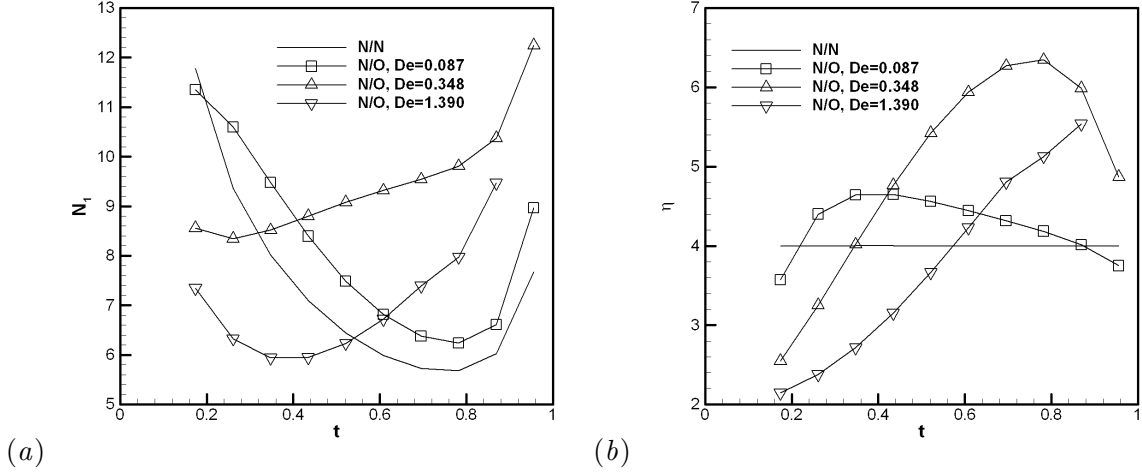 13
12
11
10
9
8
7
6
5
N₁
N/N
N/O, De=0.087
N/O, De=0.348
N/O, De=1.390
0 0.2 0.4 0.6 0.8 1
t
(a)
7
6
5
4
3
2
η
N/N
N/O, De=0.087
N/O, De=0.348
N/O, De=1.390
0 0.2 0.4 0.6 0.8 1
t
(b)